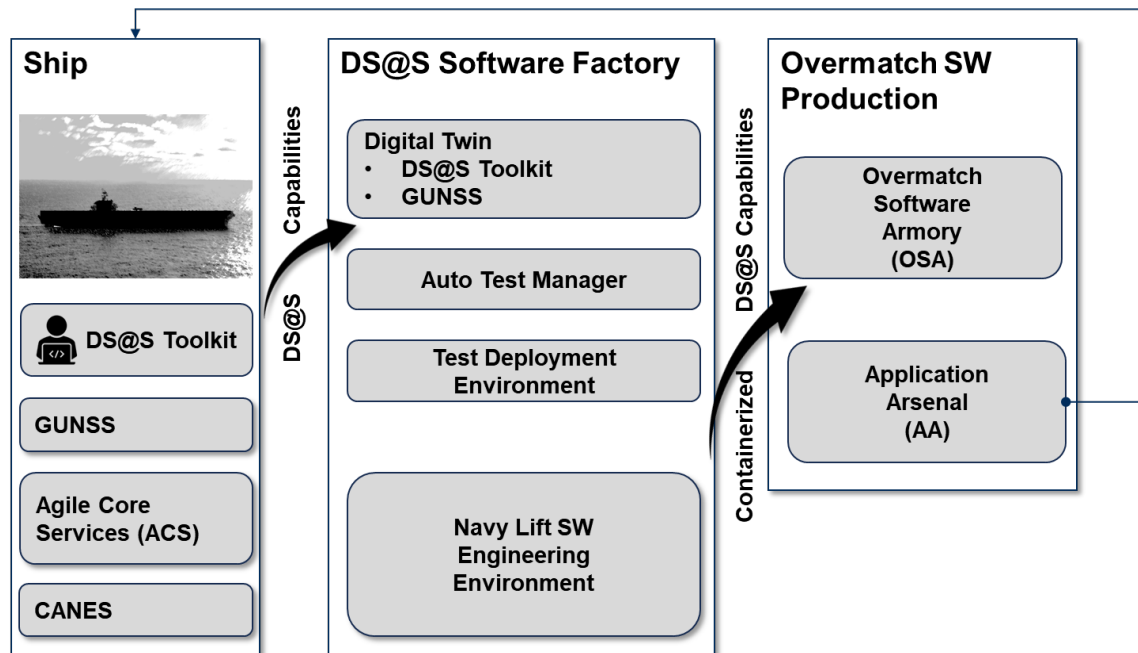 Ship
DS@S Toolkit
GUNSS
Agile Core
Services (ACS)
CANES
DS@S Capabilities
DS@S Software Factory
Digital Twin
• DS@S Toolkit
• GUNSS
Auto Test Manager
Test Deployment
Environment
Navy Lift SW
Engineering
Environment
Containerized DS@S Capabilities
Overmatch SW
Production
Overmatch
Software
Armory
(OSA)
Application
Arsenal
(AA)